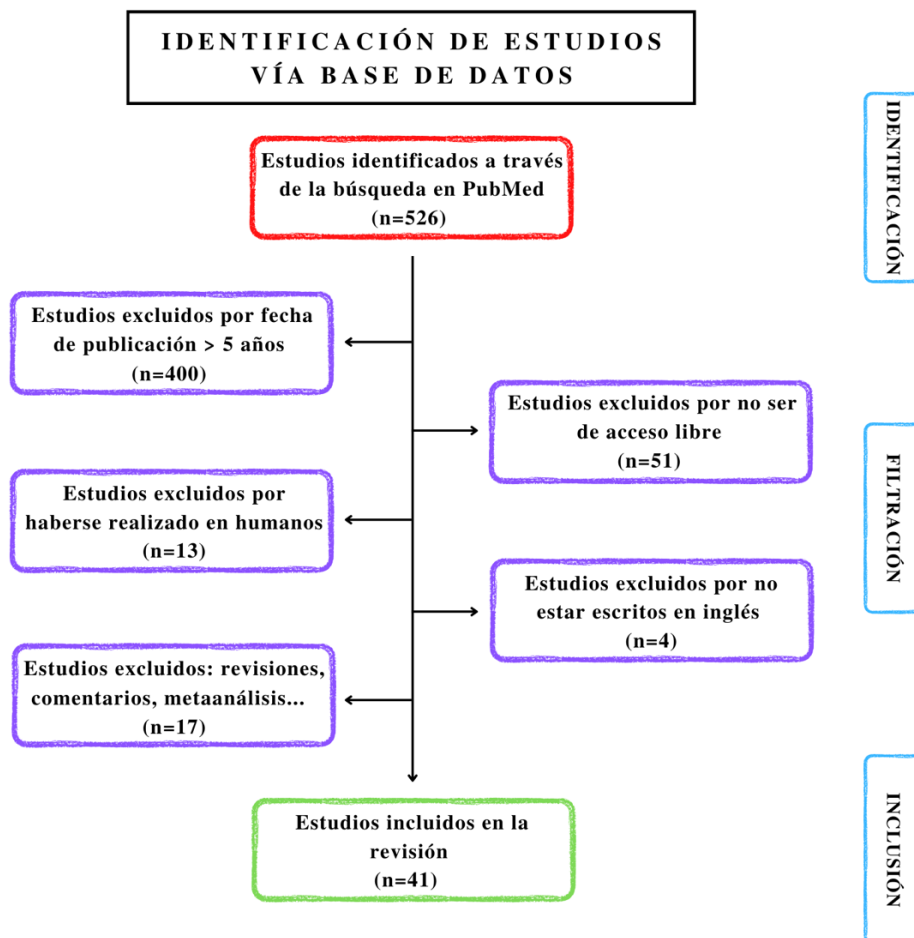 IDENTIFICACIÓN DE ESTUDIOS
VÍA BASE DE DATOS
IDENTIFICACIÓN
Estudios identificados a través
de la búsqueda en PubMed
(n=526)
Estudios excluidos por fecha
de publicación > 5 años
(n=400)
Estudios excluidos por no ser
de acceso libre
(n=51)
FILTRACIÓN
Estudios excluidos por
haberse realizado en humanos
(n=13)
Estudios excluidos por no
estar escritos en inglés
(n=4)
Estudios excluidos: revisiones,
comentarios, metaanálisis...
(n=17)
INCLUSIÓN
Estudios incluidos en la
revisión
(n=41)